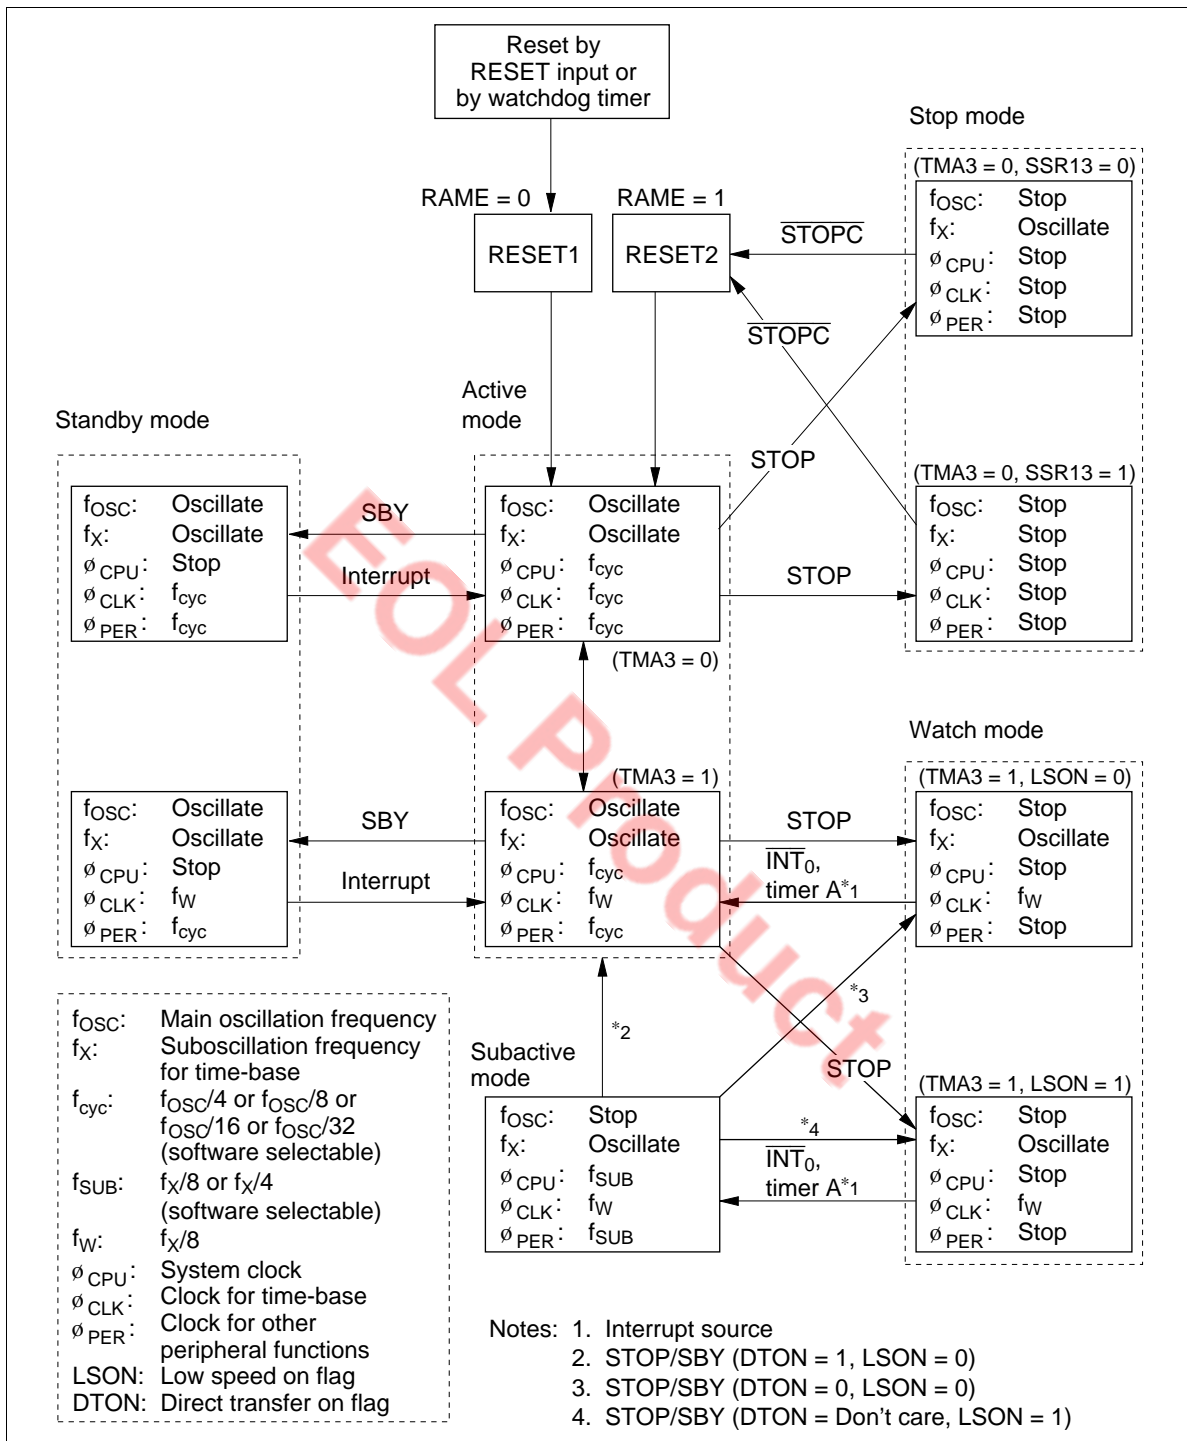 Reset by
RESET input or
by watchdog timer
Stop mode
(TMA3 = 0, SSR13 = 0)
RAME = 0
RAME = 1
RESET1
RESET2
STOPC
fOSC: Stop
fX: Oscillate
øCPU: Stop
øCLK: Stop
øPER: Stop
STOPC
STOP
Active
mode
Standby mode
(TMA3 = 0, SSR13 = 1)
fOSC: Oscillate
fX: Oscillate
øCPU: Stop
øCLK: fcyc
øPER: fcyc
SBY
Interrupt
fOSC: Oscillate
fX: Oscillate
øCPU: fcyc
øCLK: fcyc
øPER: fcyc
(TMA3 = 0)
STOP
fOSC: Stop
fX: Stop
øCPU: Stop
øCLK: Stop
øPER: Stop
Watch mode
(TMA3 = 1)
(TMA3 = 1, LSON = 0)
fOSC: Oscillate
fX: Oscillate
øCPU: Stop
øCLK: fW
øPER: fcyc
SBY
Interrupt
fOSC: Oscillate
fX: Oscillate
øCPU: fcyc
øCLK: fW
øPER: fcyc
STOP
INT0,
timer A*1
fOSC: Stop
fX: Oscillate
øCPU: Stop
øCLK: fW
øPER: Stop
*2
*3
STOP
Subactive
mode
(TMA3 = 1, LSON = 1)
fOSC: Stop
fX: Oscillate
øCPU: fSUB
øCLK: fW
øPER: fSUB
*4
INT0,
timer A*1
fOSC: Stop
fX: Oscillate
øCPU: Stop
øCLK: fW
øPER: Stop
fOSC: Main oscillation frequency
fX: Suboscillation frequency
for time-base
fcyc: fOSC/4 or fOSC/8 or
fOSC/16 or fOSC/32
(software selectable)
fSUB: fX/8 or fX/4
(software selectable)
fW: fX/8
øCPU: System clock
øCLK: Clock for time-base
øPER: Clock for other
peripheral functions
LSON: Low speed on flag
DTON: Direct transfer on flag
Notes: 1. Interrupt source
2. STOP/SBY (DTON = 1, LSON = 0)
3. STOP/SBY (DTON = 0, LSON = 0)
4. STOP/SBY (DTON = Don't care, LSON = 1)
EOL Product